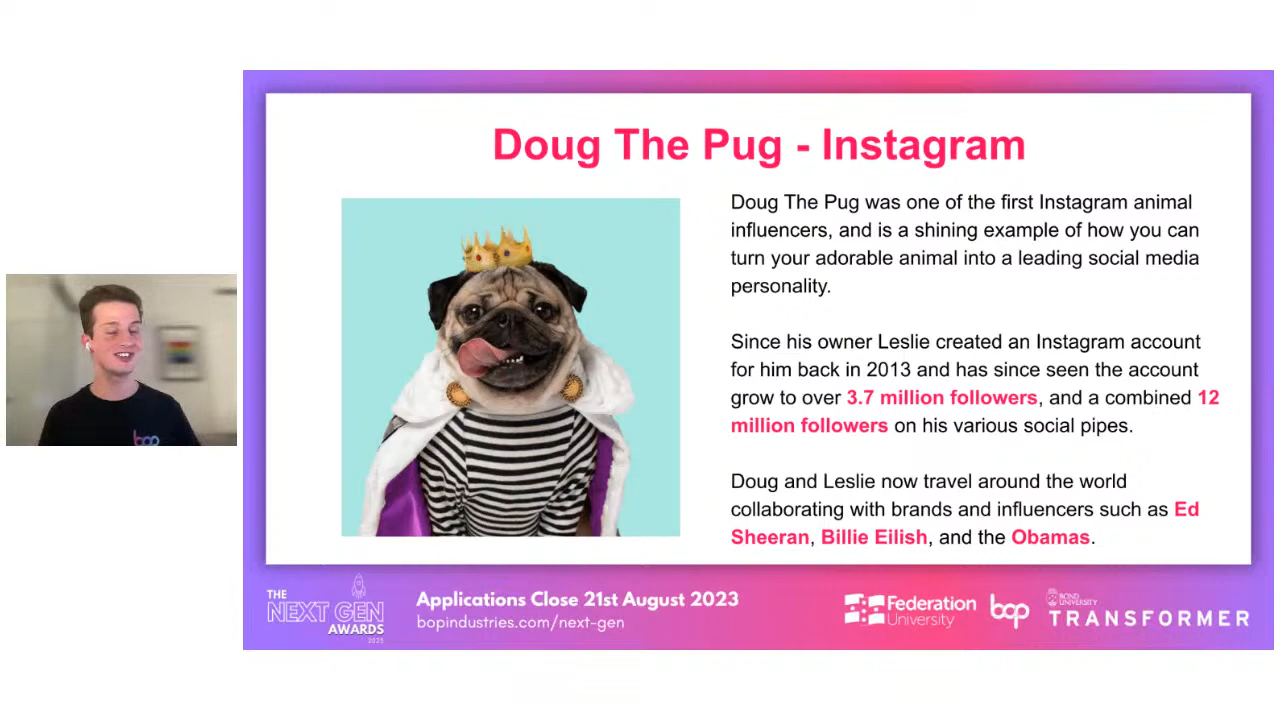 Doug The Pug - Instagram
Doug The Pug was one of the first Instagram animal
influencers, and is a shining example of how you can
turn your adorable animal into a leading social media
personality.
Since his owner Leslie created an Instagram account
for him back in 2013 and has since seen the account
grow to over 3.7 million followers, and a combined 12
million followers on his various social pipes.
Doug and Leslie now travel around the world
collaborating with brands and influencers such as Ed
Sheeran, Billie Eilish, and the Obamas.
bop
THE
NEXT GEN
AWARDS
2023
Applications Close 21st August 2023
bopindustries.com/next-gen
Federation
University
bop
BOND
UNIVERSITY
TRANSFORMER